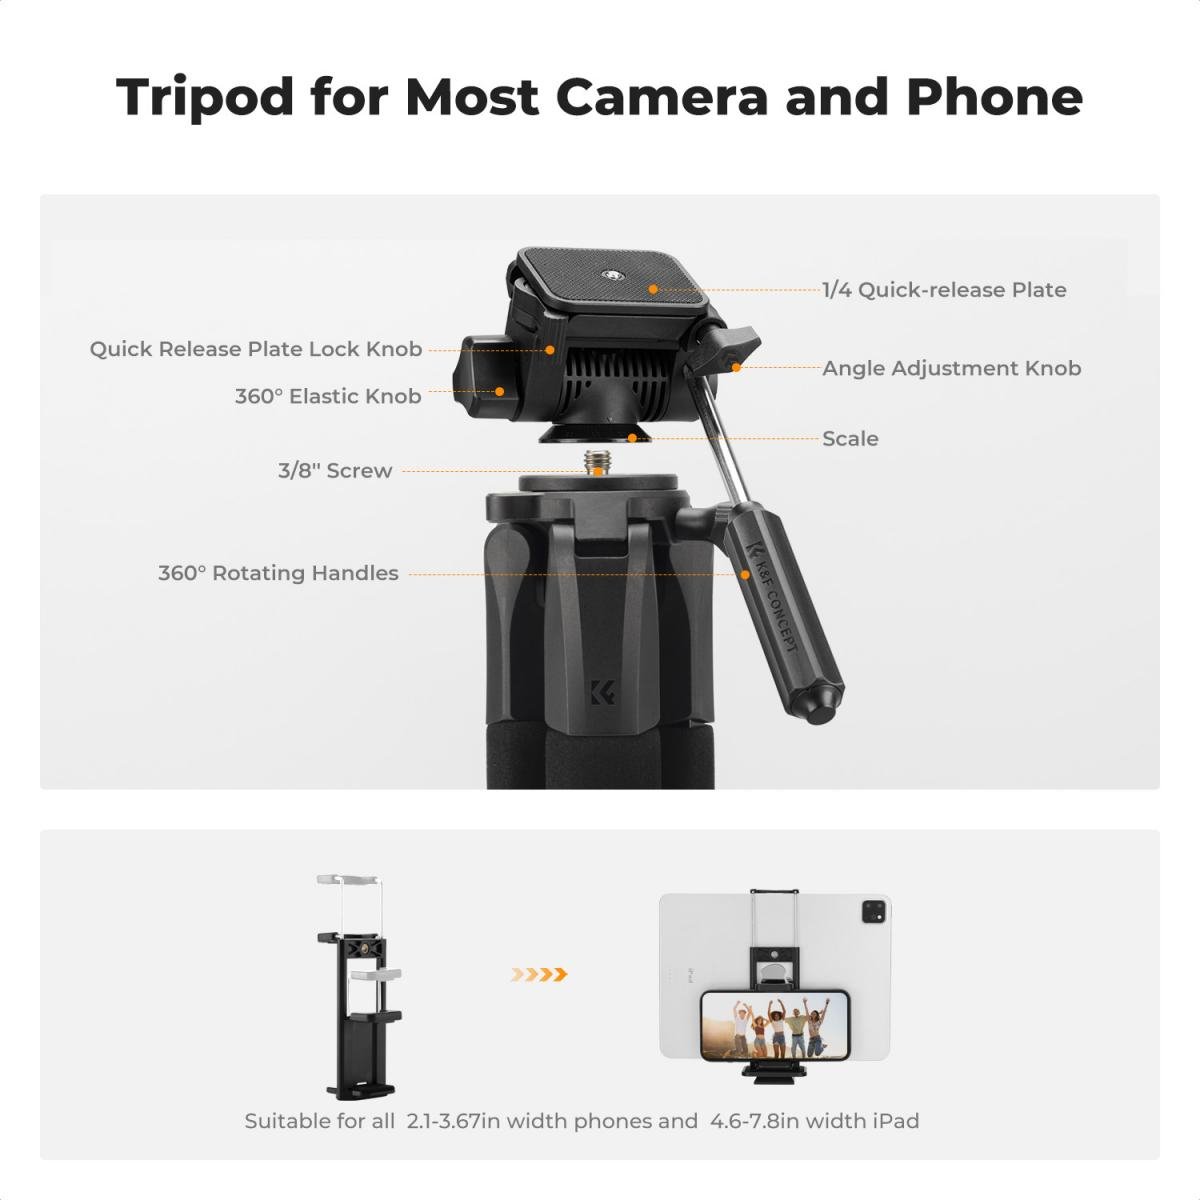 Tripod for Most Camera and Phone
1/4 Quick-release Plate
Quick Release Plate Lock Knob
Angle Adjustment Knob
360° Elastic Knob
Scale
3/8'' Screw
360° Rotating Handles
K&F CONCEPT
iPad
Suitable for all 2.1-3.67in width phones and 4.6-7.8in width iPad